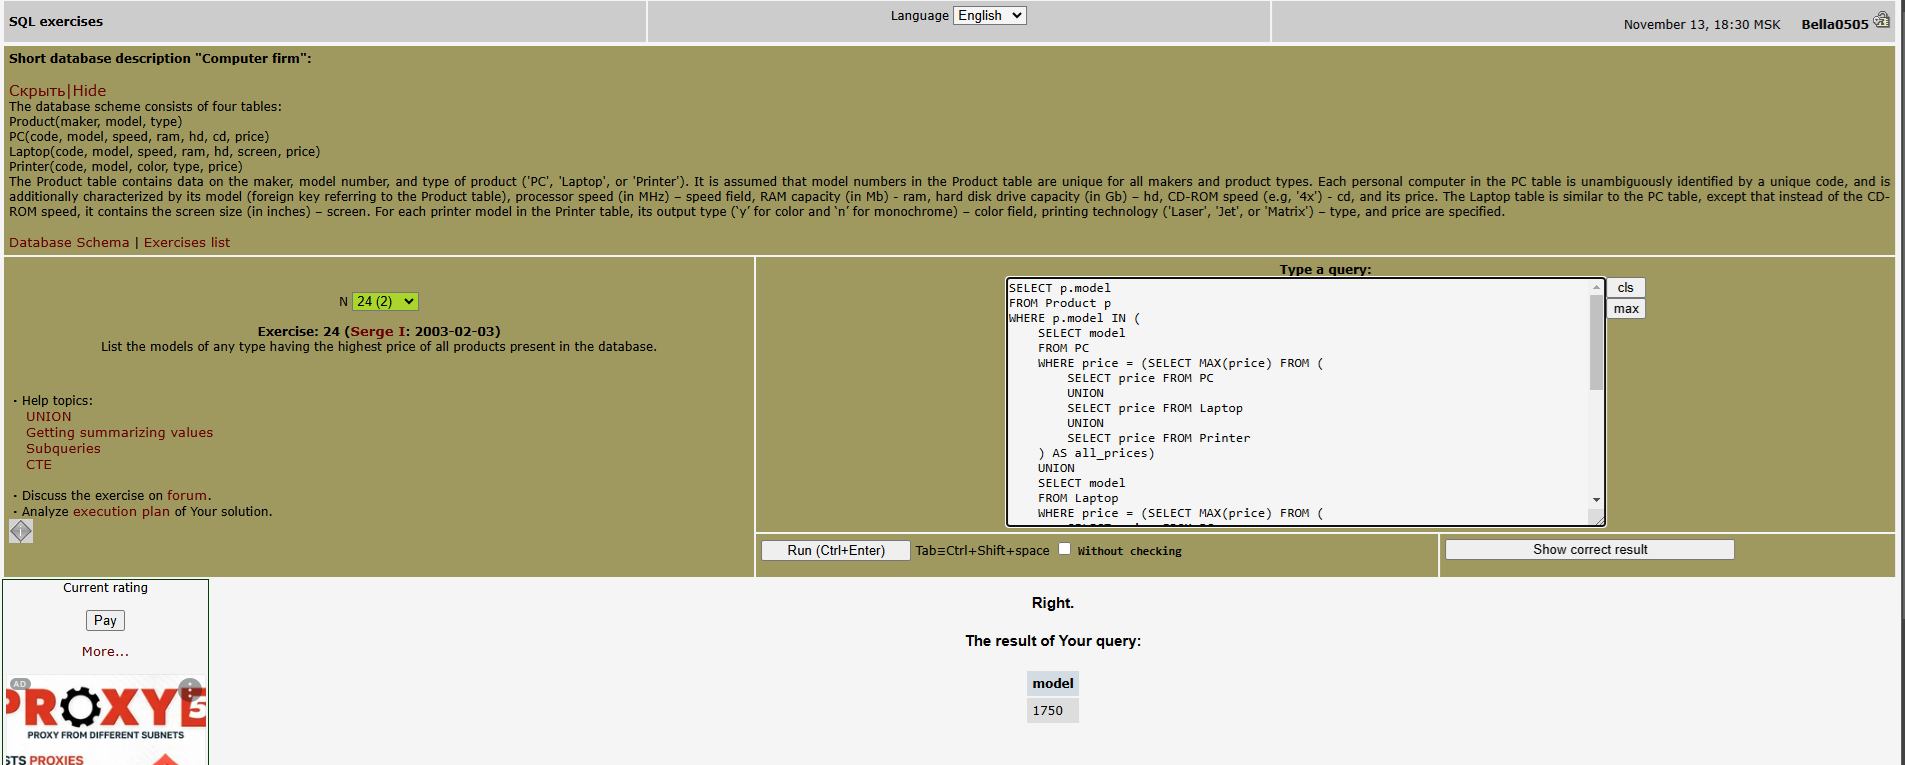 SQL exercises
Language English
November 13, 18:30 MSK Bella0505
Short database description "Computer firm":
Скрыть|Hide
The database scheme consists of four tables:
Product(maker, model, type)
PC(code, model, speed, ram, hd, cd, price)
Laptop(code, model, speed, ram, hd, screen, price)
Printer(code, model, color, type, price)
The Product table contains data on the maker, model number, and type of product ('PC', 'Laptop', or 'Printer'). It is assumed that model numbers in the Product table are unique for all makers and product types. Each personal computer in the PC table is unambiguously identified by a unique code, and is
additionally characterized by its model (foreign key referring to the Product table), processor speed (in MHz) – speed field, RAM capacity (in Mb) - ram, hard disk drive capacity (in Gb) – hd, CD-ROM speed (e.g, '4x') - cd, and its price. The Laptop table is similar to the PC table, except that instead of the CD-
ROM speed, it contains the screen size (in inches) – screen. For each printer model in the Printer table, its output type (‘y’ for color and ‘n’ for monochrome) – color field, printing technology ('Laser', 'Jet', or 'Matrix') – type, and price are specified.
Database Schema | Exercises list
N 24 (2)
Exercise: 24 (Serge I: 2003-02-03)
List the models of any type having the highest price of all products present in the database.
· Help topics:
UNION
Getting summarizing values
Subqueries
CTE
· Discuss the exercise on forum.
· Analyze execution plan of Your solution.
Type a query:
SELECT p.model
FROM Product p
WHERE p.model IN (
SELECT model
FROM PC
WHERE price = (SELECT MAX(price) FROM (
SELECT price FROM PC
UNION
SELECT price FROM Laptop
UNION
SELECT price FROM Printer
) AS all_prices)
UNION
SELECT model
FROM Laptop
WHERE price = (SELECT MAX(price) FROM (
cls
max
Run (Ctrl+Enter) Tab≡Ctrl+Shift+space Without checking
Show correct result
Current rating
Pay
More...
AD
PROXY
5
PROXY FROM DIFFERENT SUBNETS
STS PROXIES
Right.
The result of Your query:
model
1750